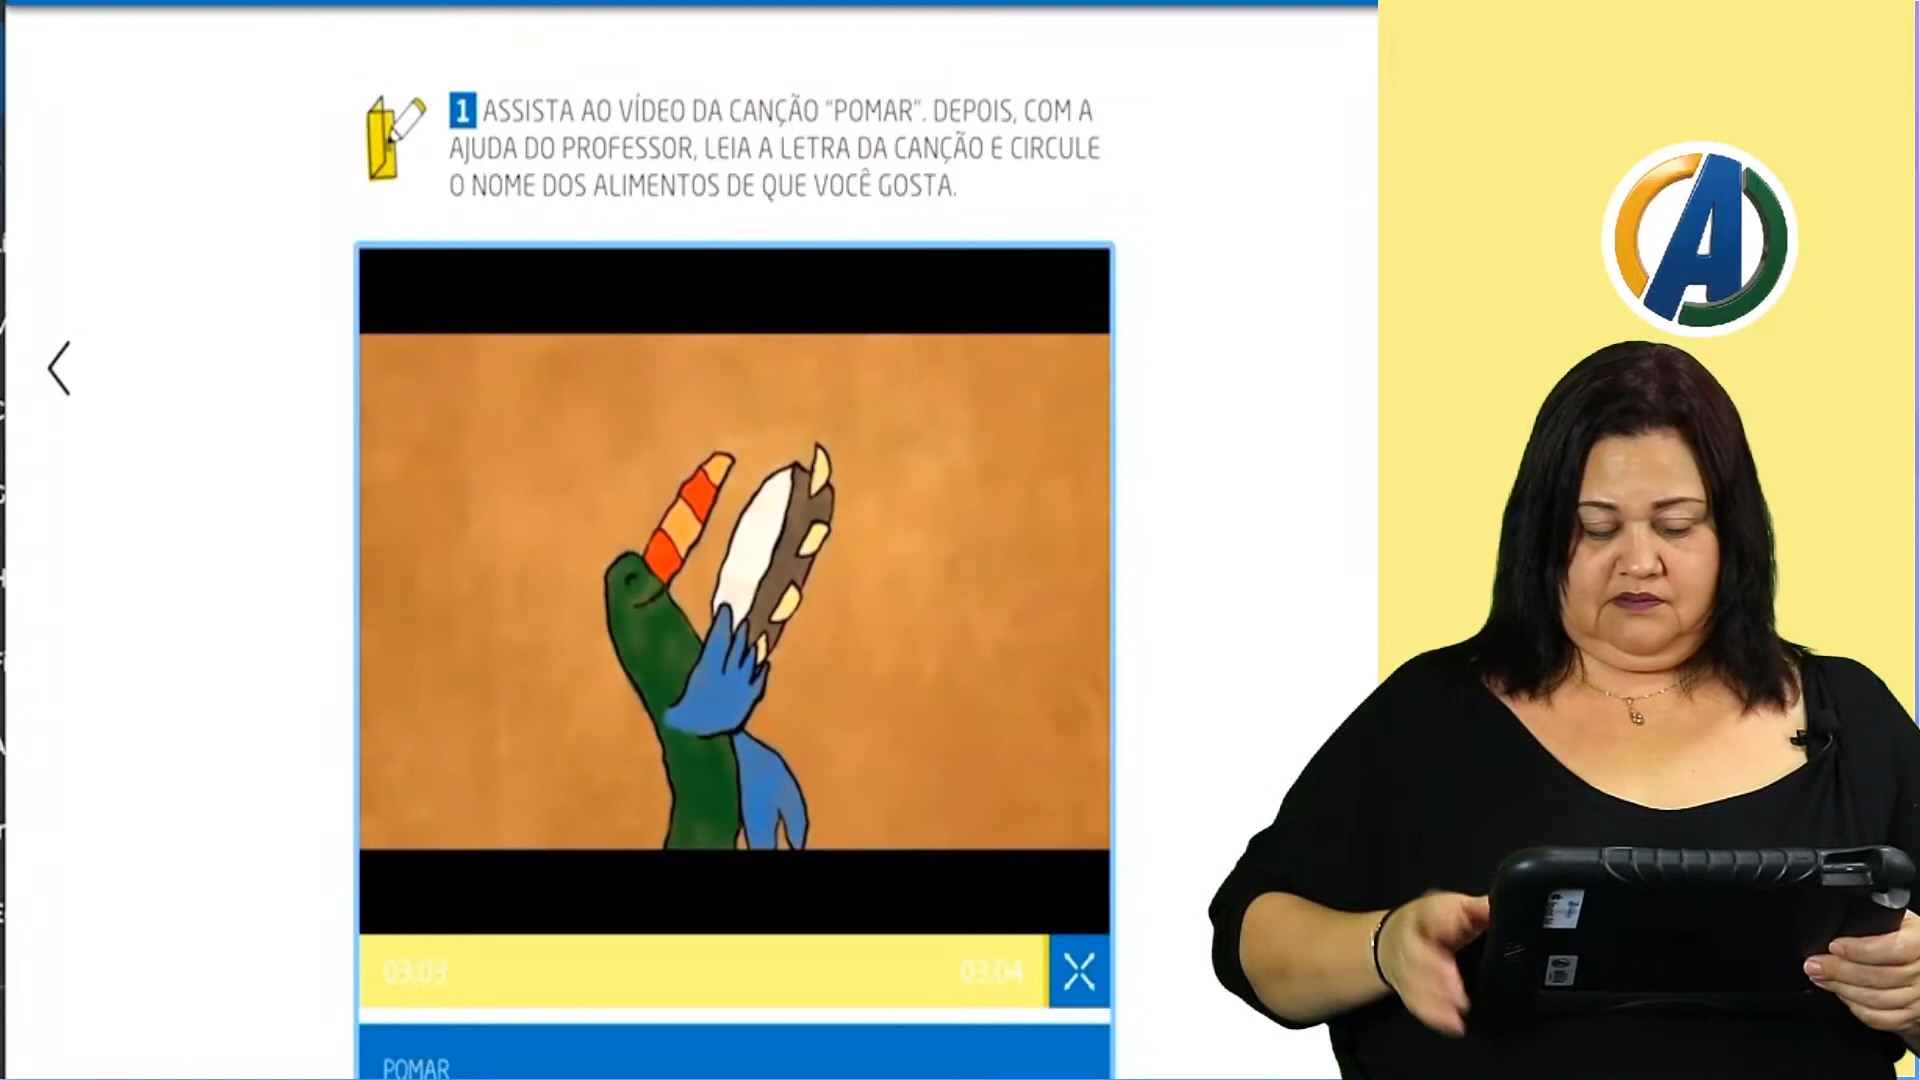 1 ASSISTA AO VÍDEO DA CANÇÃO “POMAR”. DEPOIS, COM A
AJUDA DO PROFESSOR, LEIA A LETRA DA CANÇÃO E CIRCULE
O NOME DOS ALIMENTOS DE QUE VOCÊ GOSTA.
A
03:03
03:04
POMAR